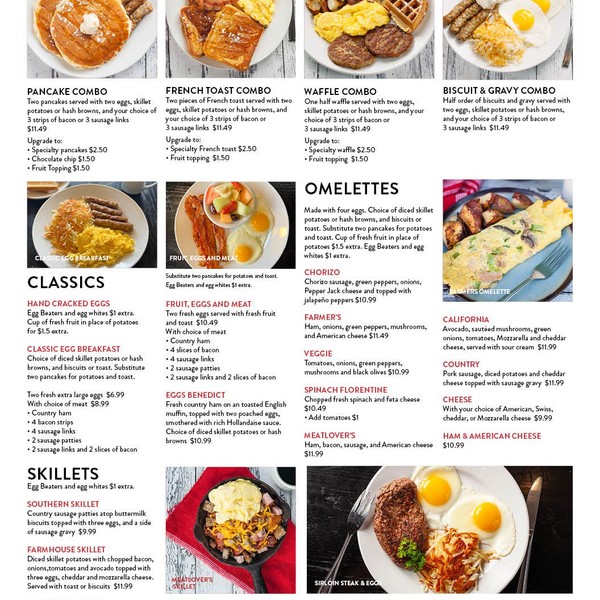 PANCAKE COMBO
Two pancakes served with two eggs, skillet
potatoes or hash browns, and your choice of
3 strips of bacon or 3 sausage links
$11.49
Upgrade to:
• Specialty pancakes $2.50
• Chocolate chip $1.50
• Fruit Topping $1.50
FRENCH TOAST COMBO
Two pieces of French toast served with two
eggs, skillet potatoes or hash browns, and
your choice of 3 strips of bacon or
3 sausage links $11.49
Upgrade to:
• Specialty French toast $2.50
• Fruit topping $1.50
WAFFLE COMBO
One half waffle served with two eggs,
skillet potatoes or hash browns, and
your choice of 3 strips of bacon or
3 sausage links $11.49
Upgrade to:
• Specialty waffle $2.50
• Fruit topping $1.50
BISCUIT & GRAVY COMBO
Half order of biscuits and gravy served with
two eggs, skillet potatoes or hash browns,
and your choice of 3 strips of bacon or
3 sausage links $11.49
CLASSIC EGG BREAKFAST
CLASSICS
HAND CRACKED EGGS
Egg Beaters and egg whites $1 extra.
Cup of fresh fruit in place of potatoes
for $1.5 extra.
CLASSIC EGG BREAKFAST
Choice of diced skillet potatoes or hash
browns, and biscuits or toast. Substitute
two pancakes for potatoes and toast.
Two fresh extra large eggs $6.99
With choice of meat $8.99
• Country ham
• 4 bacon strips
• 4 sausage links
• 2 sausage patties
• 2 sausage links and 2 slices of bacon
FRUIT, EGGS AND MEAT
Substitute two pancakes for potatoes and toast.
Egg Beaters and egg whites $1 extra.
FRUIT, EGGS AND MEAT
Two fresh eggs served with fresh fruit
and toast $10.49
With choice of meat
• Country ham
• 4 slices of bacon
• 4 sausage links
• 2 sausage patties
• 2 sausage links and 2 slices of bacon
EGGS BENEDICT
Fresh country ham on a toasted English
muffin, topped with two poached eggs,
smothered with rich Hollandaise sauce.
Choice of diced skillet potatoes or hash
browns $10.99
OMELETTES
Made with four eggs. Choice of diced skillet
potatoes or hash browns, and biscuits or
toast. Substitute two pancakes for potatoes
and toast. Cup of fresh fruit in place of
potatoes $1.5 extra. Egg Beaters and egg
whites $1 extra.
CHORIZO
Chorizo sausage, green peppers, onions,
Pepper Jack cheese and topped with
jalapeño peppers $10.99
FARMER'S
Ham, onions, green peppers, mushrooms,
and American cheese $11.49
VEGGIE
Tomatoes, onions, green peppers,
mushrooms and black olives $10.99
SPINACH FLORENTINE
Chopped fresh spinach and feta cheese
$10.49
• Add tomatoes $1
MEATLOVER'S
Ham, bacon, sausage, and American cheese
$11.99
FARMERS OMELETTE
CALIFORNIA
Avocado, sautéed mushrooms, green
onions, tomatoes, Mozzarella and cheddar
cheese, served with sour cream $11.99
COUNTRY
Pork sausage, diced potatoes and cheddar
cheese topped with sausage gravy $11.99
CHEESE
With your choice of American, Swiss,
cheddar, or Mozzarella cheese $9.99
HAM & AMERICAN CHEESE
$10.99
SKILLETS
Egg Beaters and egg whites $1 extra.
SOUTHERN SKILLET
Country sausage patties atop buttermilk
biscuits topped with three eggs, and a side
of sausage gravy $9.99
FARMHOUSE SKILLET
Diced skillet potatoes with chopped bacon,
onions,tomatoes and avocado topped with
three eggs, cheddar and mozzarella cheese.
Served with toast or biscuits $11.99
MEATLOVER'S
SKILLET
SIRLOIN STEAK & EGGS